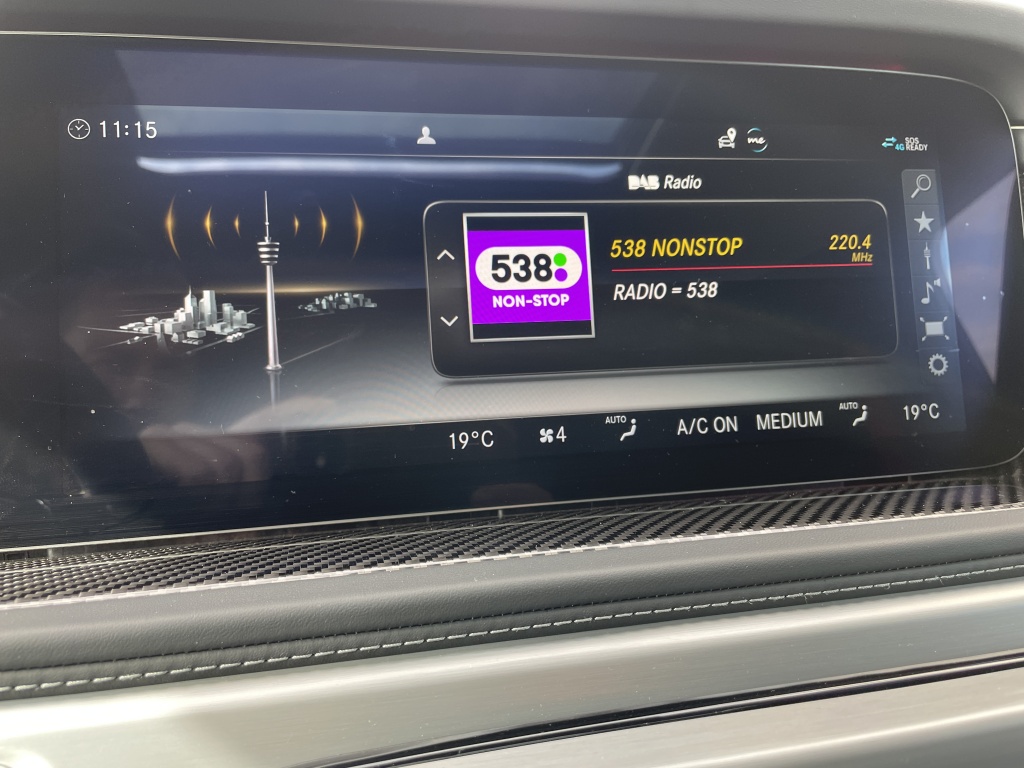 11:15
me
4G SOS READY
DAB Radio
538
NON-STOP
538 NONSTOP
220.4
MHz
RADIO = 538
19°C
4
AUTO
A/C ON
MEDIUM
AUTO
19°C